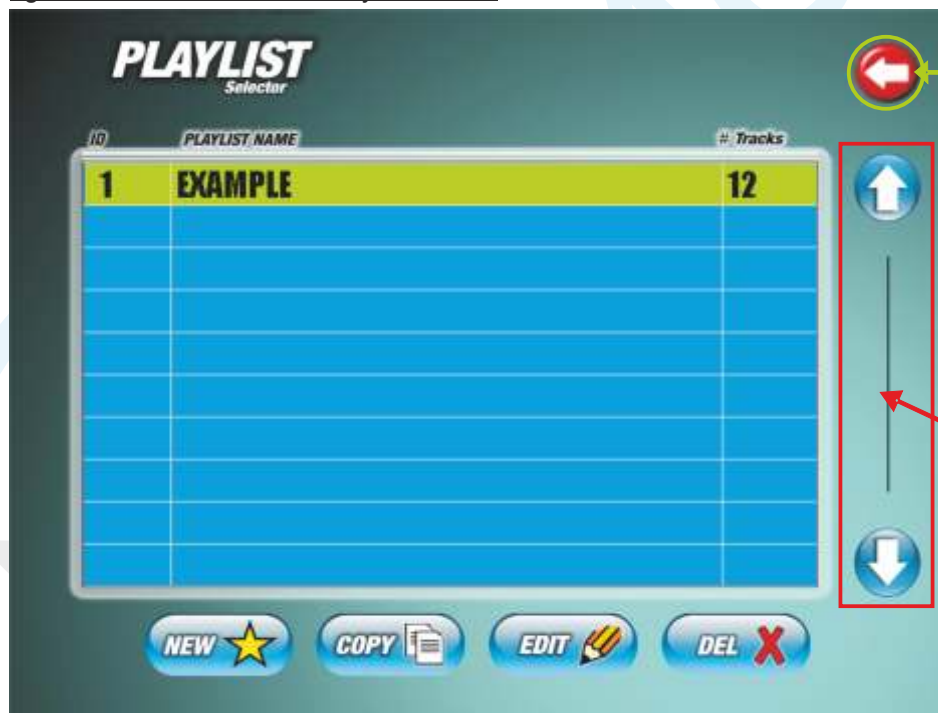 PLAYLIST
Selector
ID PLAYLIST NAME # Tracks
1 EXAMPLE 12
NEW COPY EDIT DEL